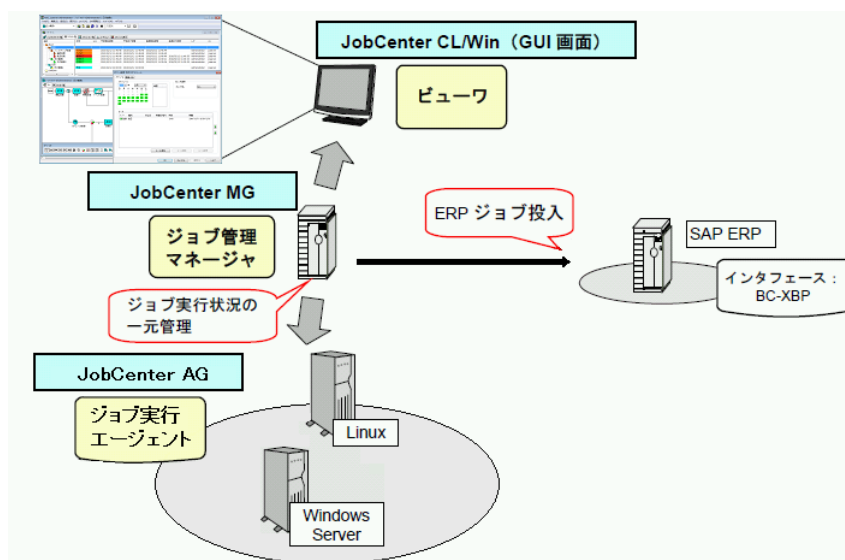 JobCenter CL/Win（GUI 画面）
ビューワ
JobCenter MG
ジョブ管理
マネージャ
ERP ジョブ投入
SAP ERP
インタフェース：
BC-XBP
ジョブ実行状況の
一元管理
JobCenter AG
ジョブ実行
エージェント
Linux
Windows
Server